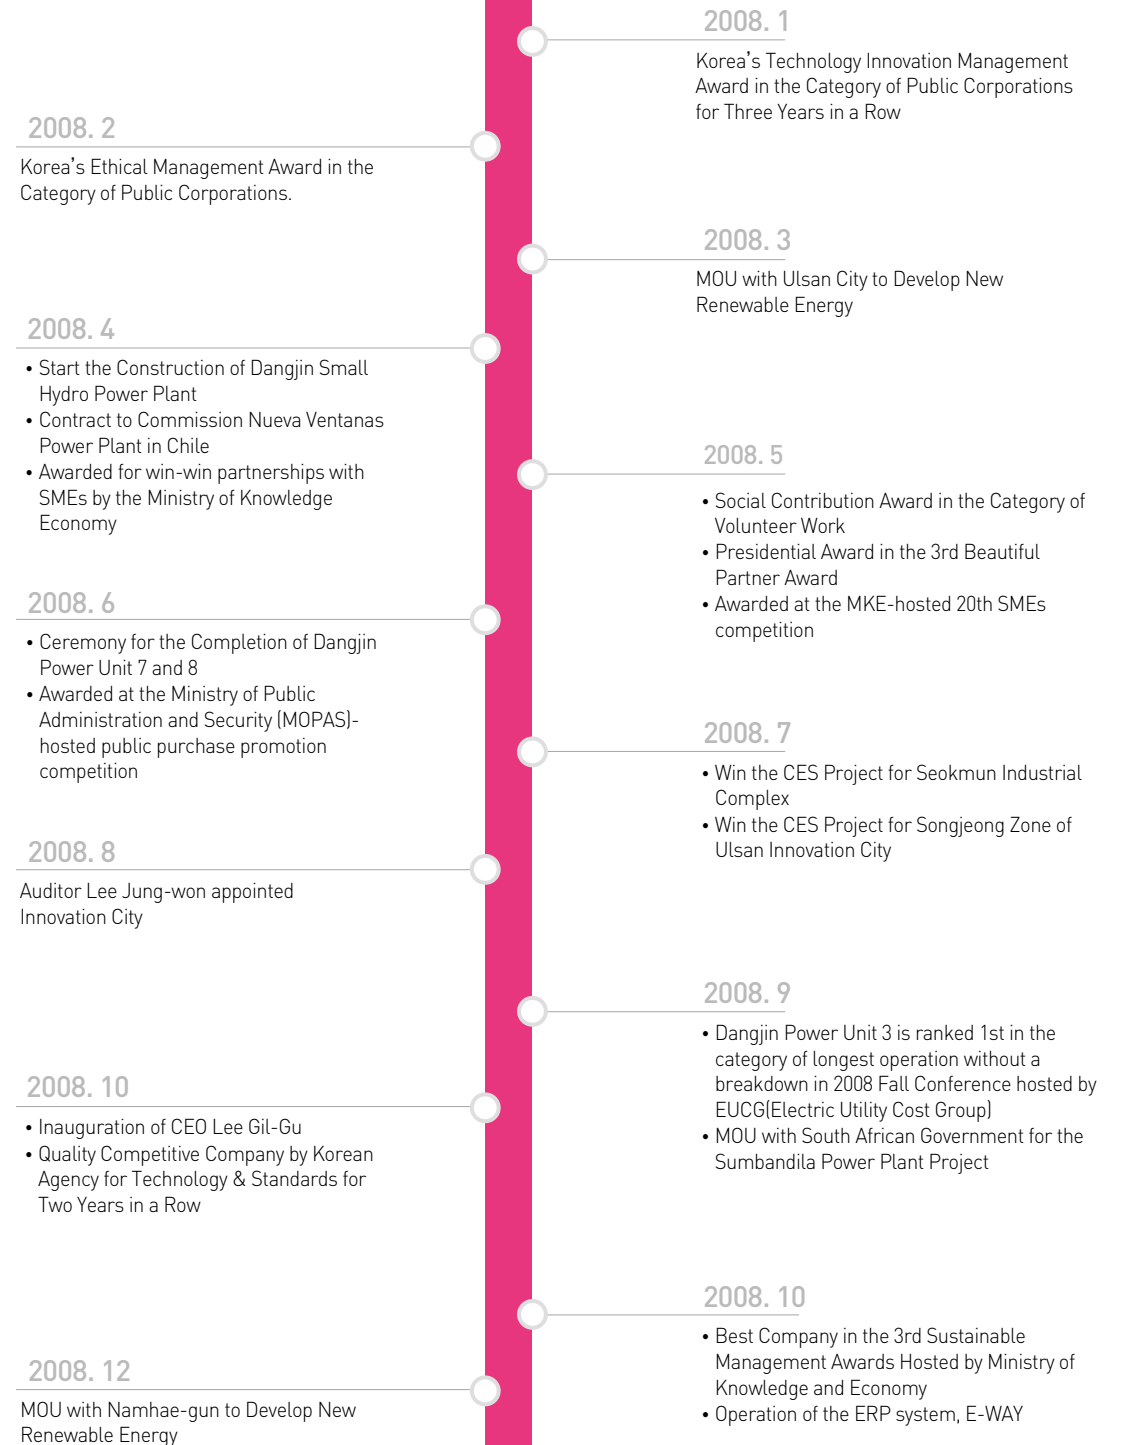 2008. 1
Korea's Technology Innovation Management
Award in the Category of Public Corporations
for Three Years in a Row
2008. 2
Korea's Ethical Management Award in the
Category of Public Corporations.
2008. 3
MOU with Ulsan City to Develop New
Renewable Energy
2008. 4
• Start the Construction of Dangjin Small
Hydro Power Plant
• Contract to Commission Nueva Ventanas
Power Plant in Chile
• Awarded for win-win partnerships with
SMEs by the Ministry of Knowledge
Economy
2008. 5
• Social Contribution Award in the Category of
Volunteer Work
• Presidential Award in the 3rd Beautiful
Partner Award
• Awarded at the MKE-hosted 20th SMEs
competition
2008. 6
• Ceremony for the Completion of Dangjin
Power Unit 7 and 8
• Awarded at the Ministry of Public
Administration and Security (MOPAS)-
hosted public purchase promotion
competition
2008. 7
• Win the CES Project for Seokmun Industrial
Complex
• Win the CES Project for Songjeong Zone of
Ulsan Innovation City
2008. 8
Auditor Lee Jung-won appointed
Innovation City
2008. 9
• Dangjin Power Unit 3 is ranked 1st in the
category of longest operation without a
breakdown in 2008 Fall Conference hosted by
EUCG(Electric Utility Cost Group)
• MOU with South African Government for the
Sumbandila Power Plant Project
2008. 10
• Inauguration of CEO Lee Gil-Gu
• Quality Competitive Company by Korean
Agency for Technology & Standards for
Two Years in a Row
2008. 10
• Best Company in the 3rd Sustainable
Management Awards Hosted by Ministry of
Knowledge and Economy
• Operation of the ERP system, E-WAY
2008. 12
MOU with Namhae-gun to Develop New
Renewable Energy